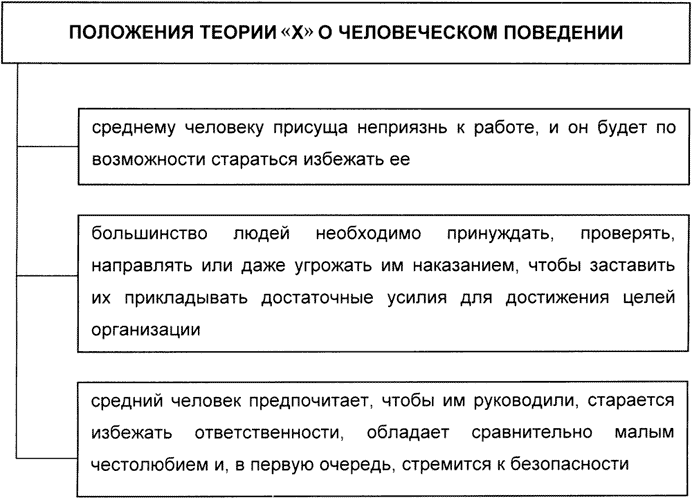 ПОЛОЖЕНИЯ ТЕОРИИ «X» О ЧЕЛОВЕЧЕСКОМ ПОВЕДЕНИИ
среднему человеку присуща неприязнь к работе, и он будет по
возможности стараться избежать ее
большинство людей необходимо принуждать, проверять,
направлять или даже угрожать им наказанием, чтобы заставить
их прикладывать достаточные усилия для достижения целей
организации
средний человек предпочитает, чтобы им руководили, старается
избежать ответственности, обладает сравнительно малым
честолюбием и, в первую очередь, стремится к безопасности